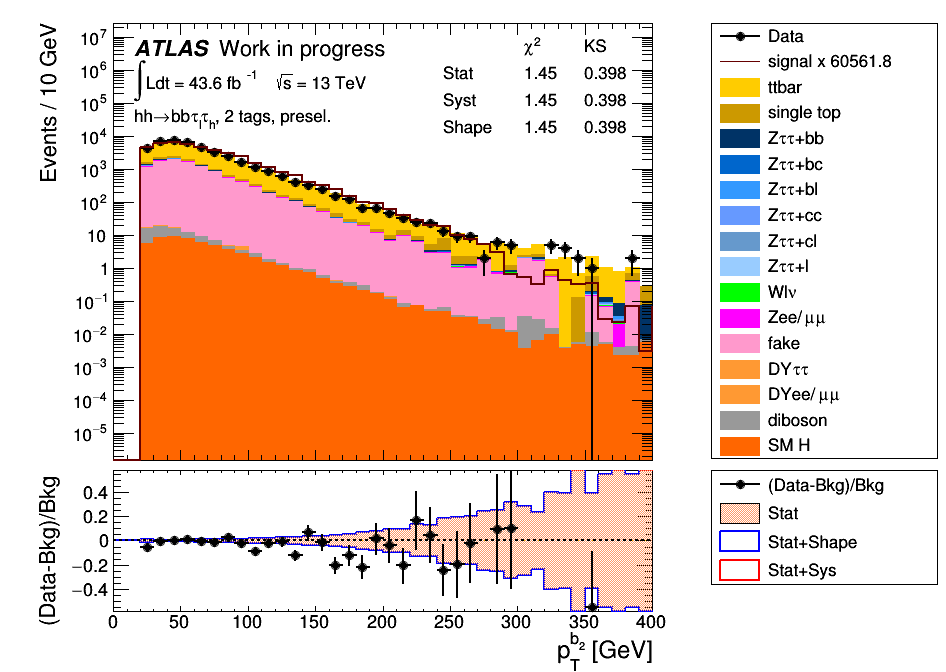 Events / 10 GeV
10⁷
10⁶
10⁵
10⁴
10³
10²
10
1
10⁻¹
10⁻²
10⁻³
10⁻⁴
10⁻⁵
ATLAS Work in progress
∫Ldt = 43.6 fb⁻¹ √s = 13 TeV
hh→bbτₗτₕ, 2 tags, presel.
χ² KS
Stat 1.45 0.398
Syst 1.45 0.398
Shape 1.45 0.398
Data
signal x 60561.8
ttbar
single top
Zττ+bb
Zττ+bc
Zττ+bl
Zττ+cc
Zττ+cl
Zττ+l
Wlν
Zee/μμ
fake
DYττ
DYee/μμ
diboson
SM H
(Data-Bkg)/Bkg
0.4
0.2
0
−0.2
−0.4
0 50 100 150 200 250 300 350 400
p_T^{b₂} [GeV]
(Data-Bkg)/Bkg
Stat
Stat+Shape
Stat+Sys